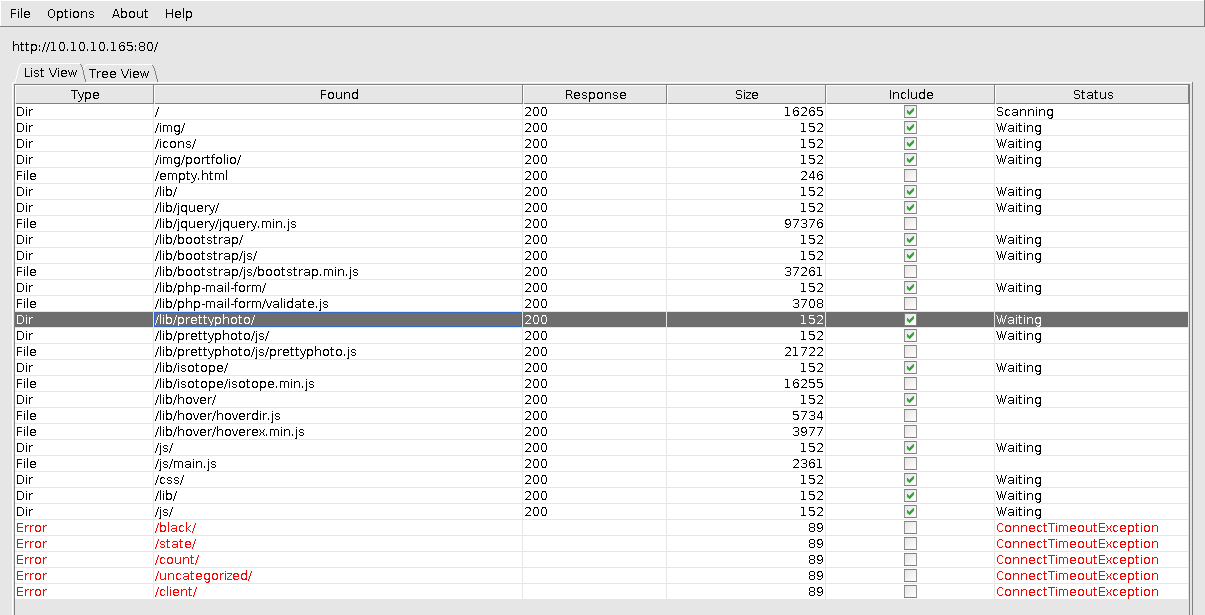 File Options About Help
http://10.10.10.165:80/
List View Tree View
Type Found Response Size Include Status
Dir / 200 16265 Scanning
Dir /img/ 200 152 Waiting
Dir /icons/ 200 152 Waiting
Dir /img/portfolio/ 200 152 Waiting
File /empty.html 200 246
Dir /lib/ 200 152 Waiting
Dir /lib/jquery/ 200 152 Waiting
File /lib/jquery/jquery.min.js 200 97376
Dir /lib/bootstrap/ 200 152 Waiting
Dir /lib/bootstrap/js/ 200 152 Waiting
File /lib/bootstrap/js/bootstrap.min.js 200 37261
Dir /lib/php-mail-form/ 200 152 Waiting
File /lib/php-mail-form/validate.js 200 3708
Dir /lib/prettyphoto/ 200 152 Waiting
Dir /lib/prettyphoto/js/ 200 152 Waiting
File /lib/prettyphoto/js/prettyphoto.js 200 21722
Dir /lib/isotope/ 200 152 Waiting
File /lib/isotope/isotope.min.js 200 16255
Dir /lib/hover/ 200 152 Waiting
File /lib/hover/hoverdir.js 200 5734
File /lib/hover/hoverex.min.js 200 3977
Dir /js/ 200 152 Waiting
File /js/main.js 200 2361
Dir /css/ 200 152 Waiting
Dir /lib/ 200 152 Waiting
Dir /js/ 200 152 Waiting
Error /black/ 89 ConnectTimeoutException
Error /state/ 89 ConnectTimeoutException
Error /count/ 89 ConnectTimeoutException
Error /uncategorized/ 89 ConnectTimeoutException
Error /client/ 89 ConnectTimeoutException